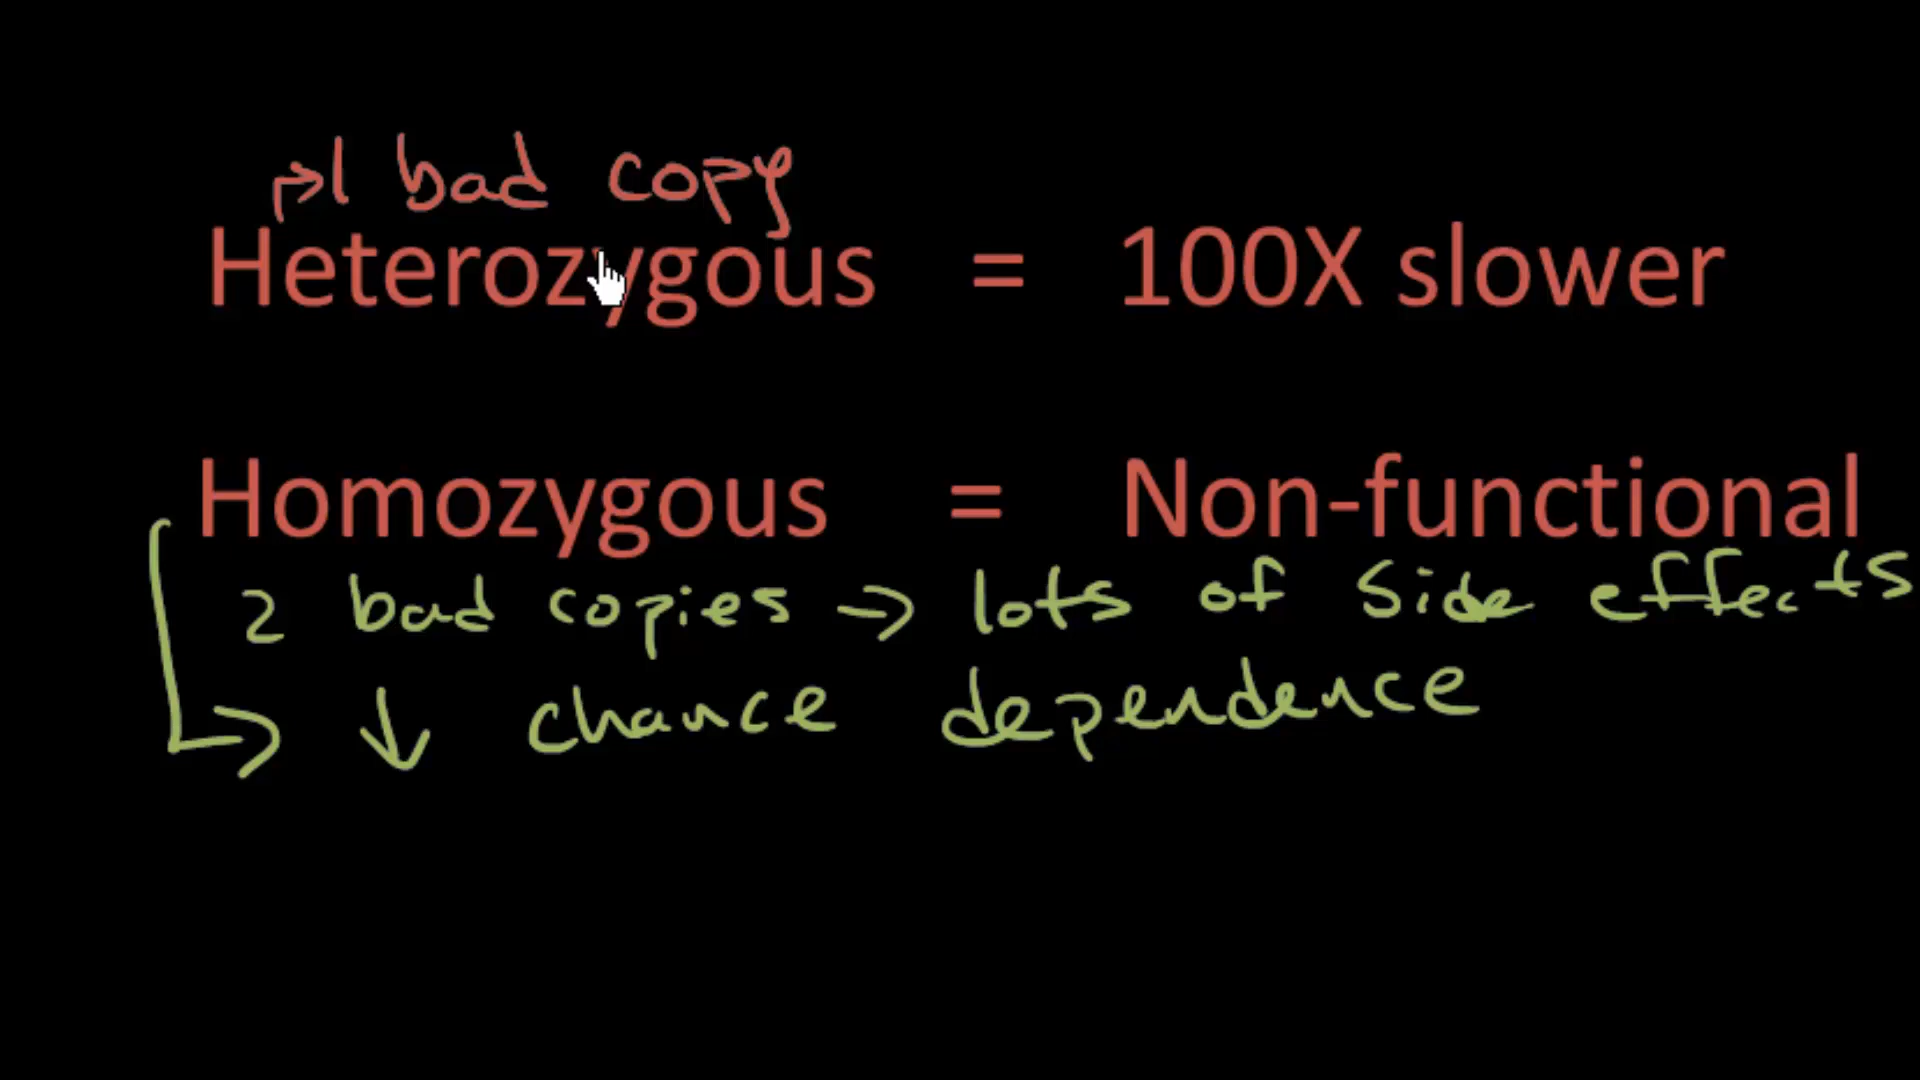 →1 bad copy
Heterozygous = 100X slower
Homozygous = Non-functional
2 bad copies → lots of side effects
↓ chance dependence